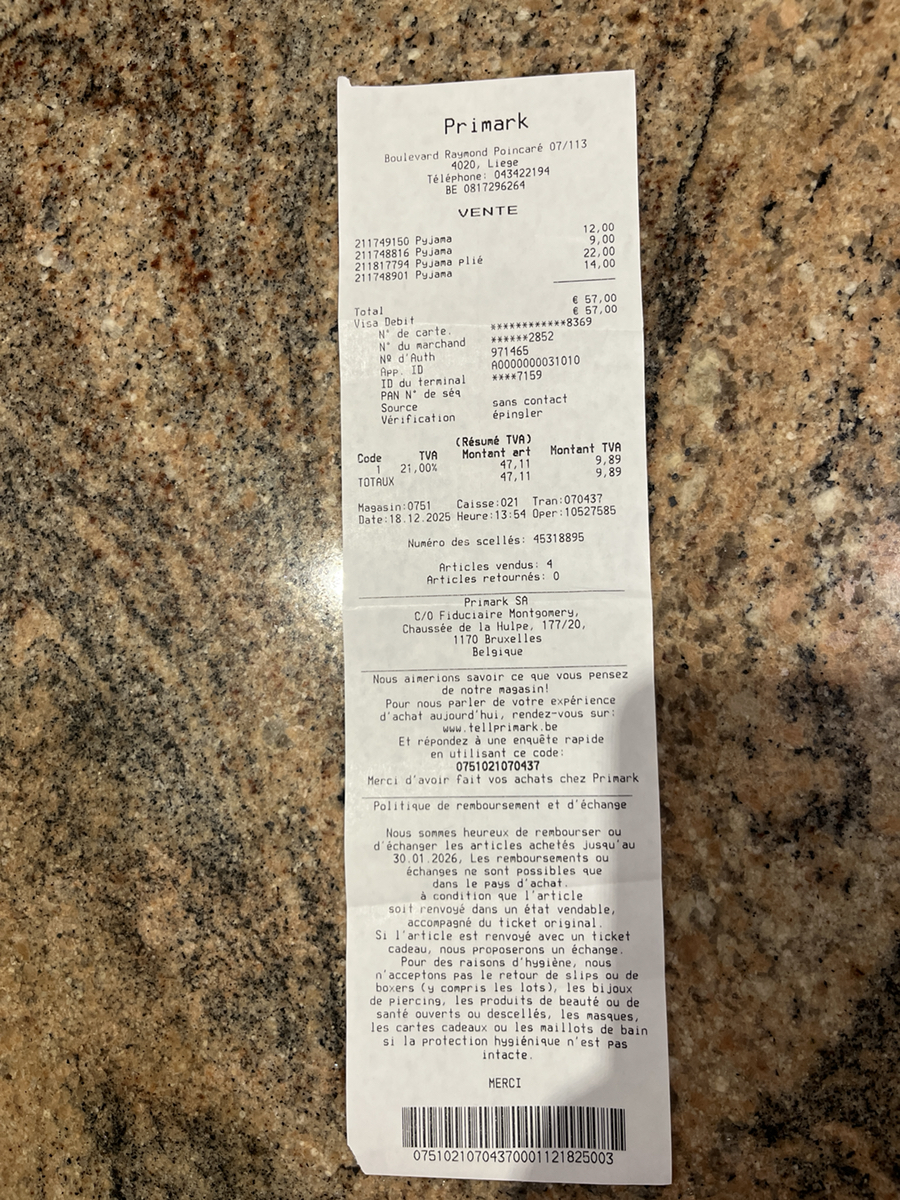 Primark
Boulevard Raymond Poincaré 07/113
4020, Liege
Téléphone: 043422194
BE 0817296264
VENTE
211749150 Pyjama 12,00
211748816 Pyjama 9,00
211817794 Pyjama plié 22,00
211748901 Pyjama 14,00
Total € 57,00
Visa Debit € 57,00
N° de carte. ************8369
N° du marchand ******2852
Nº d'Auth 971465
App. ID A0000000031010
ID du terminal ****7159
PAN N° de séq
Source sans contact
Vérification épingler
(Résumé TVA)
Code TVA Montant art Montant TVA
1 21,00% 47,11 9,89
TOTAUX 47,11 9,89
Magasin:0751 Caisse:021 Tran:070437
Date:18.12.2025 Heure:13:54 Oper:10527585
Numéro des scellés: 45318895
Articles vendus: 4
Articles retournés: 0
Primark SA
C/O Fiduciaire Montgomery,
Chaussée de la Hulpe, 177/20,
1170 Bruxelles
Belgique
Nous aimerions savoir ce que vous pensez
de notre magasin!
Pour nous parler de votre expérience
d'achat aujourd'hui, rendez-vous sur:
www.tellprimark.be
Et répondez à une enquête rapide
en utilisant ce code:
0751021070437
Merci d'avoir fait vos achats chez Primark
Politique de remboursement et d'échange
Nous sommes heureux de rembourser ou
d'échanger les articles achetés jusqu'au
30.01.2026, Les remboursements ou
échanges ne sont possibles que
dans le pays d'achat.
à condition que l'article
soit renvoyé dans un état vendable,
accompagné du ticket original.
Si l'article est renvoyé avec un ticket
cadeau, nous proposerons un échange.
Pour des raisons d'hygiène, nous
n'acceptons pas le retour de slips ou de
boxers (y compris les lots), les bijoux
de piercing, les produits de beauté ou de
santé ouverts ou descellés, les masques,
les cartes cadeaux ou les maillots de bain
si la protection hygiénique n'est pas
intacte.
MERCI
07510210704370001121825003